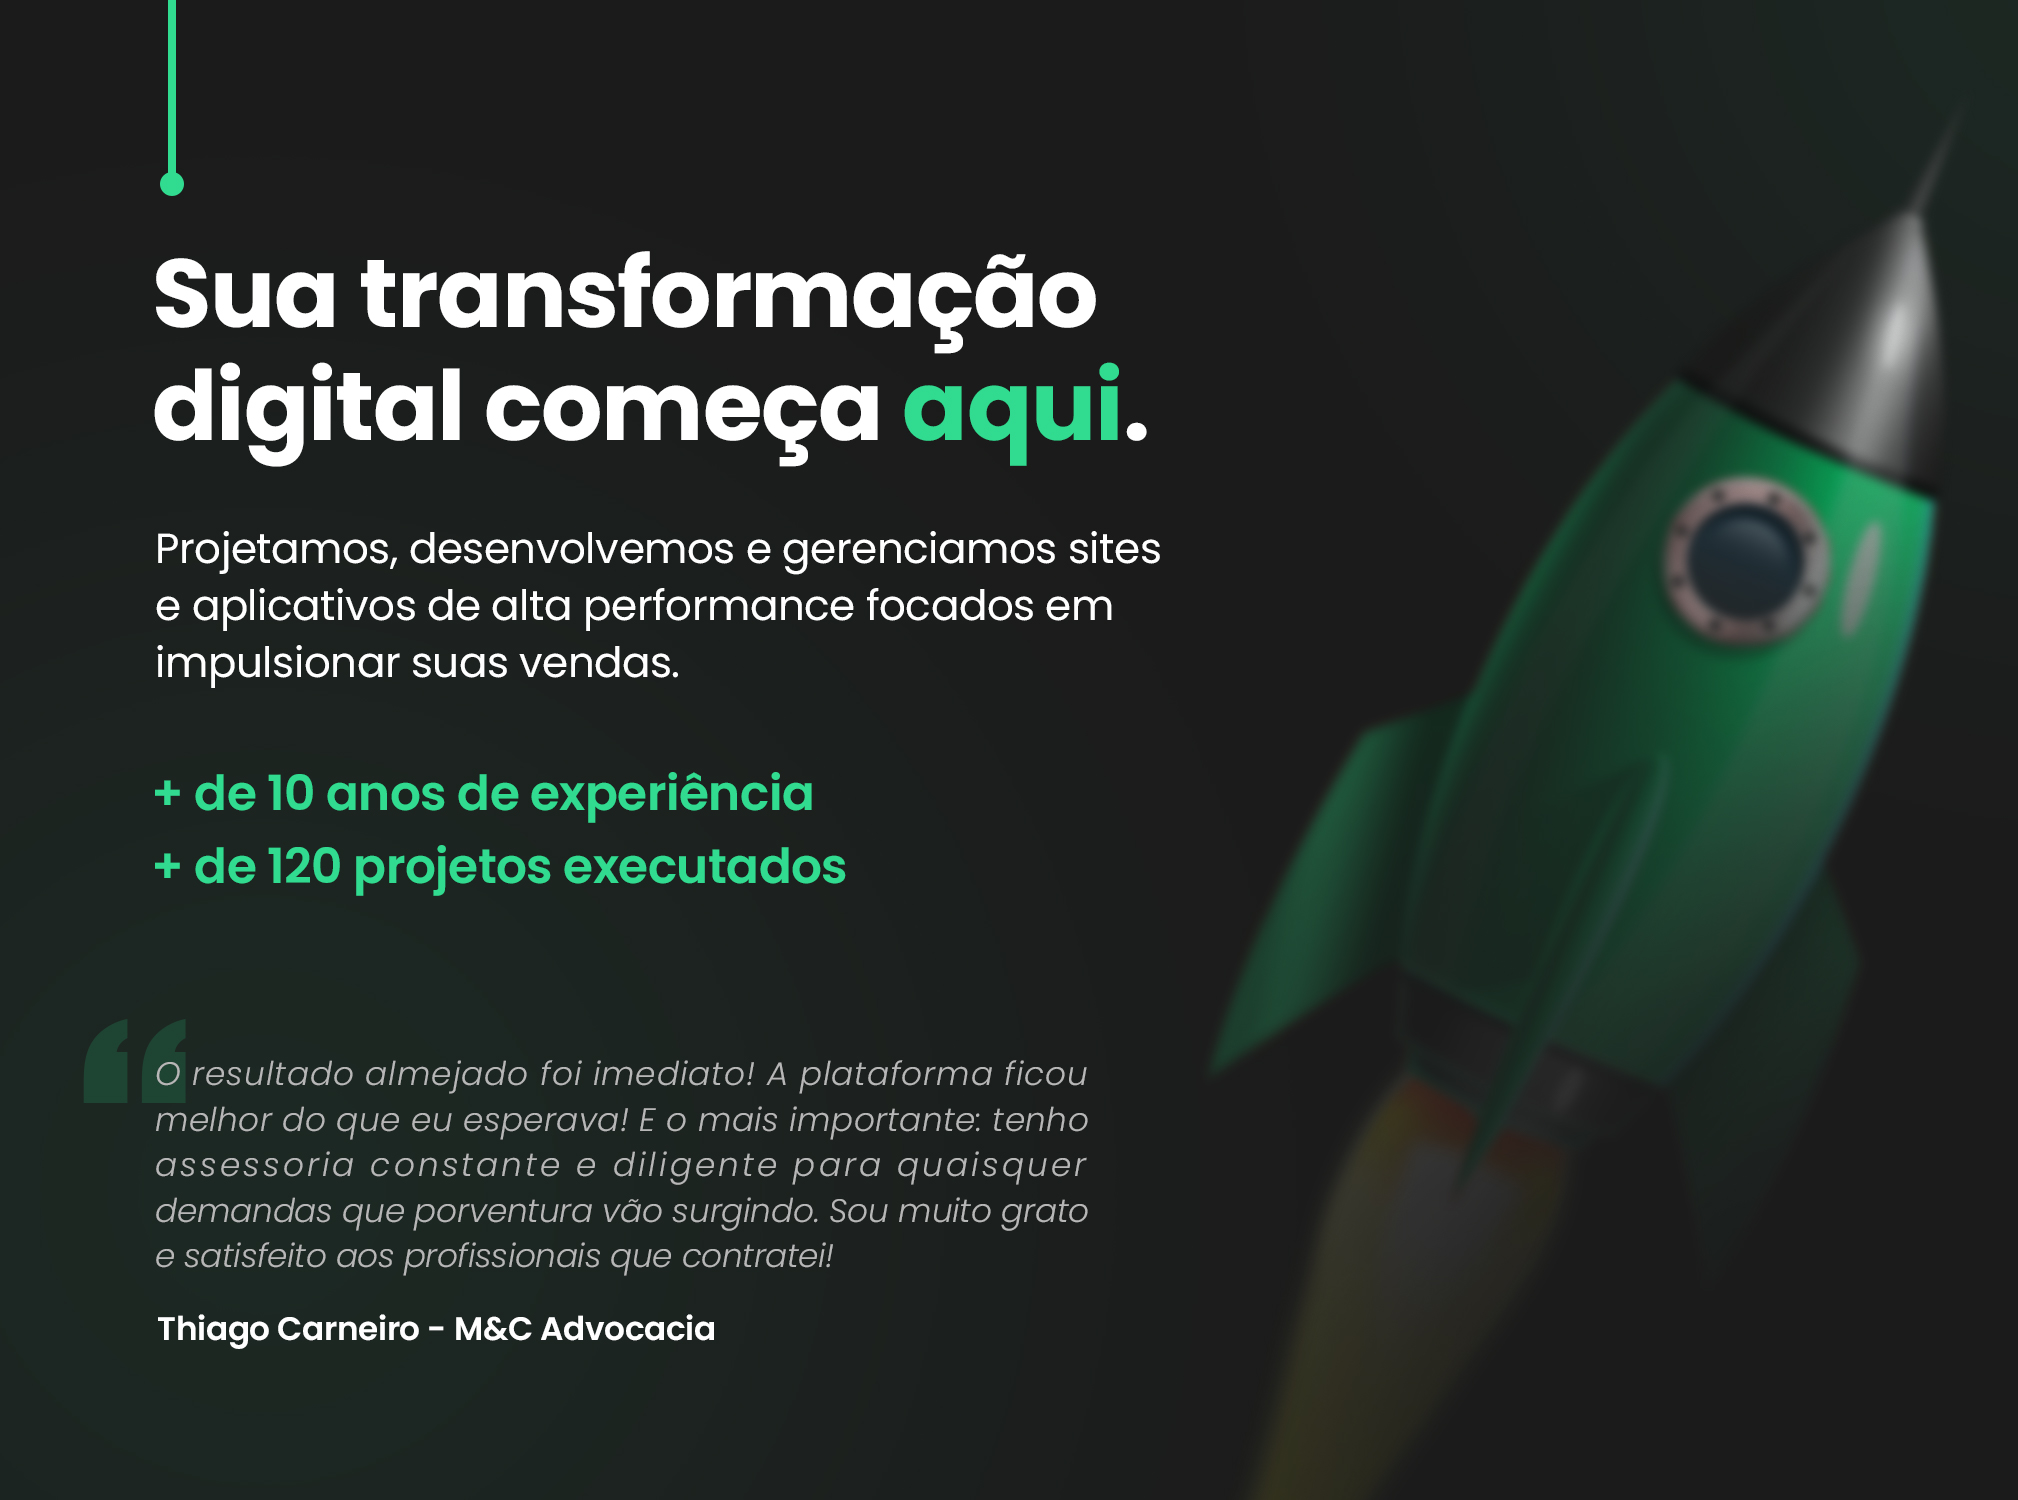 Sua transformação
digital começa aqui.
Projetamos, desenvolvemos e gerenciamos sites
e aplicativos de alta performance focados em
impulsionar suas vendas.
+ de 10 anos de experiência
+ de 120 projetos executados
“
O resultado almejado foi imediato! A plataforma ficou
melhor do que eu esperava! E o mais importante: tenho
assessoria constante e diligente para quaisquer
demandas que porventura vão surgindo. Sou muito grato
e satisfeito aos profissionais que contratei!
Thiago Carneiro - M&C Advocacia